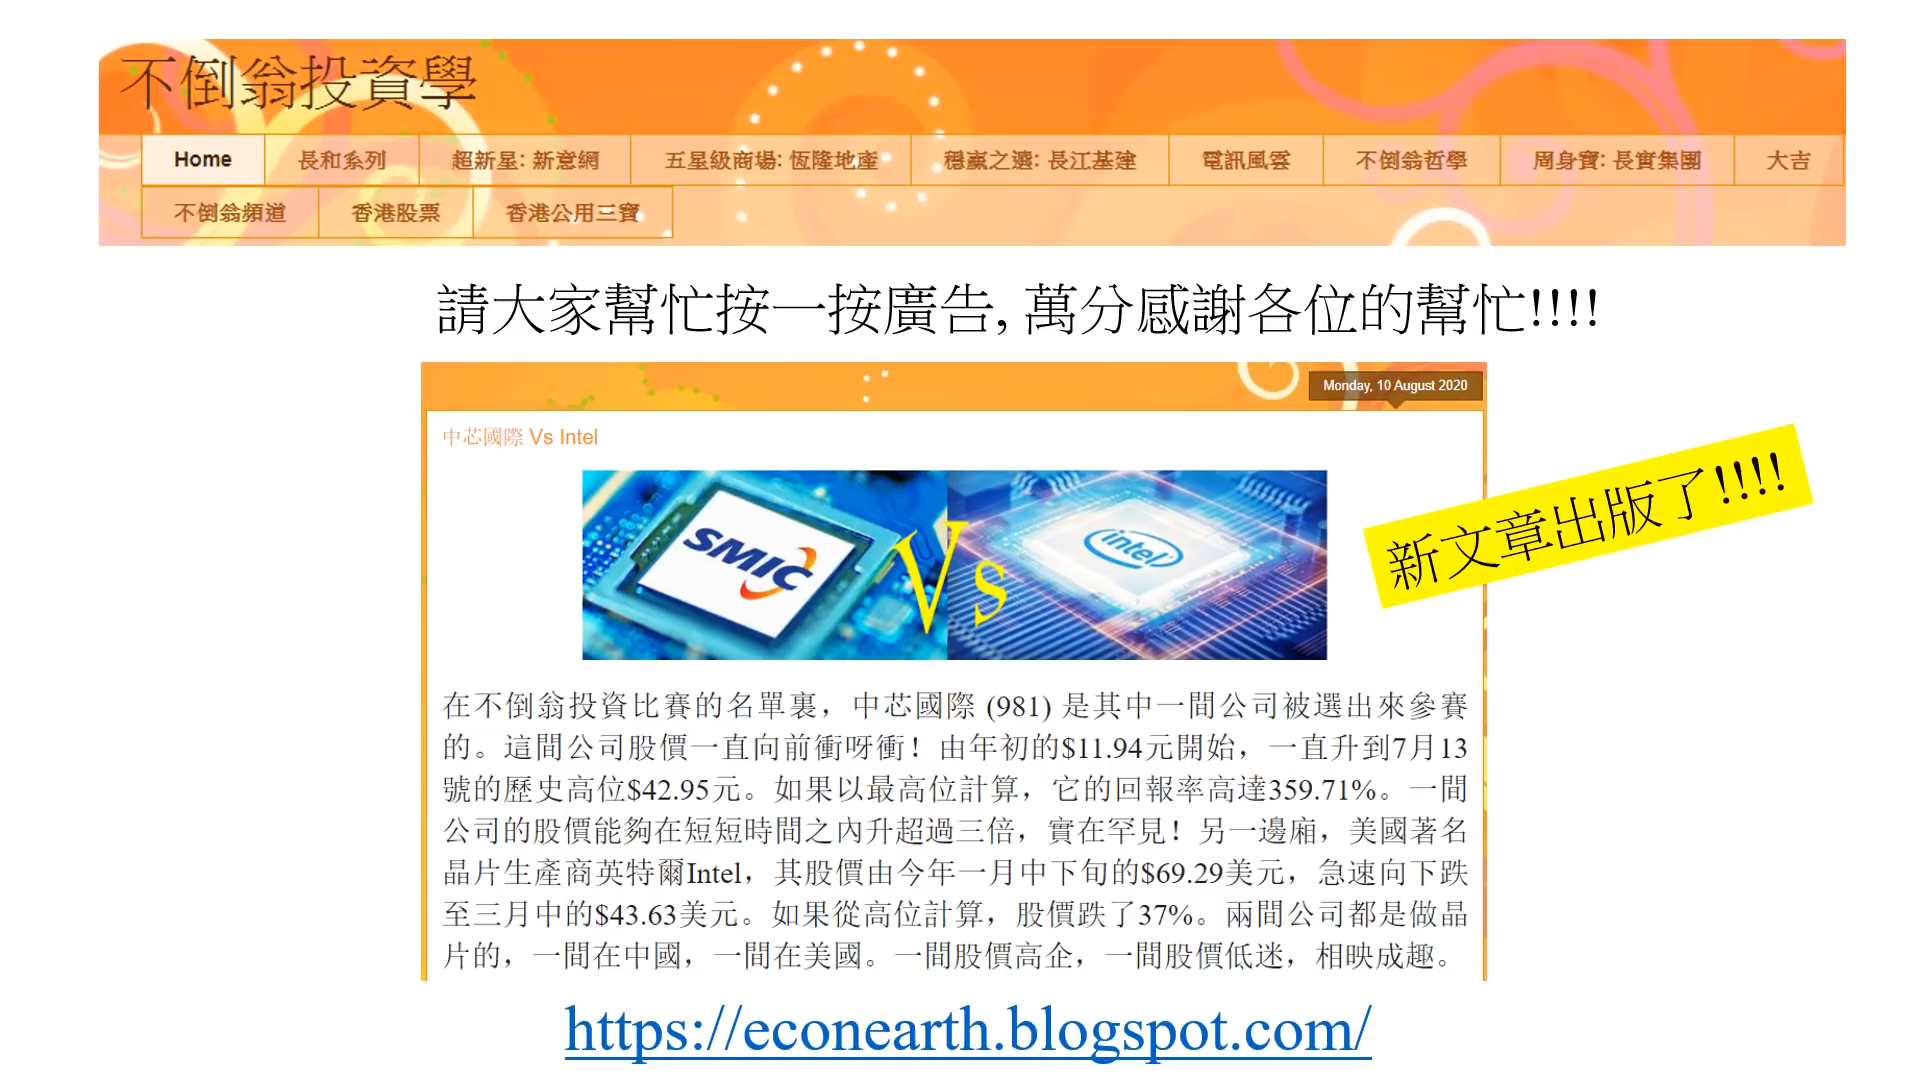 不倒翁投資學
Home 長和系列 超新星: 新意網 五星級商場: 恆隆地產 穩贏之選: 長江基建 電訊風雲 不倒翁哲學 周身寶: 長實集團 大吉
不倒翁頻道 香港股票 香港公用三寶
請大家幫忙按一按廣告, 萬分感謝各位的幫忙!!!!
Monday, 10 August 2020
中芯國際 Vs Intel
新文章出版了!!!!
SMIC Vs intel
在不倒翁投資比賽的名單裏，中芯國際 (981) 是其中一間公司被選出來參賽
的。這間公司股價一直向前衝呀衝！由年初的$11.94元開始，一直升到7月13
號的歷史高位$42.95元。如果以最高位計算，它的回報率高達359.71%。一間
公司的股價能夠在短短時間之內升超過三倍，實在罕見！另一邊廂，美國著名
晶片生產商英特爾Intel，其股價由今年一月中下旬的$69.29美元，急速向下跌
至三月中的$43.63美元。如果從高位計算，股價跌了37%。兩間公司都是做晶
片的，一間在中國，一間在美國。一間股價高企，一間股價低迷，相映成趣。
https://econearth.blogspot.com/